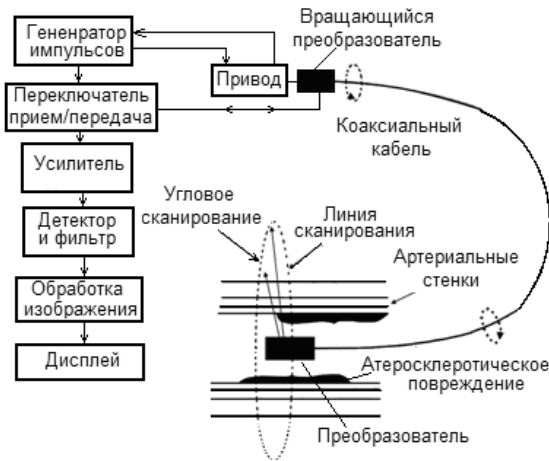 Гененратор
импульсов
Переключатель
прием/передача
Усилитель
Детектор
и фильтр
Обработка
изображения
Дисплей
Привод
Вращающийся
преобразователь
Коаксиальный
кабель
Угловое
сканирование
Линия
сканирования
Артериальные
стенки
Атеросклеротическое
повреждение
Преобразователь